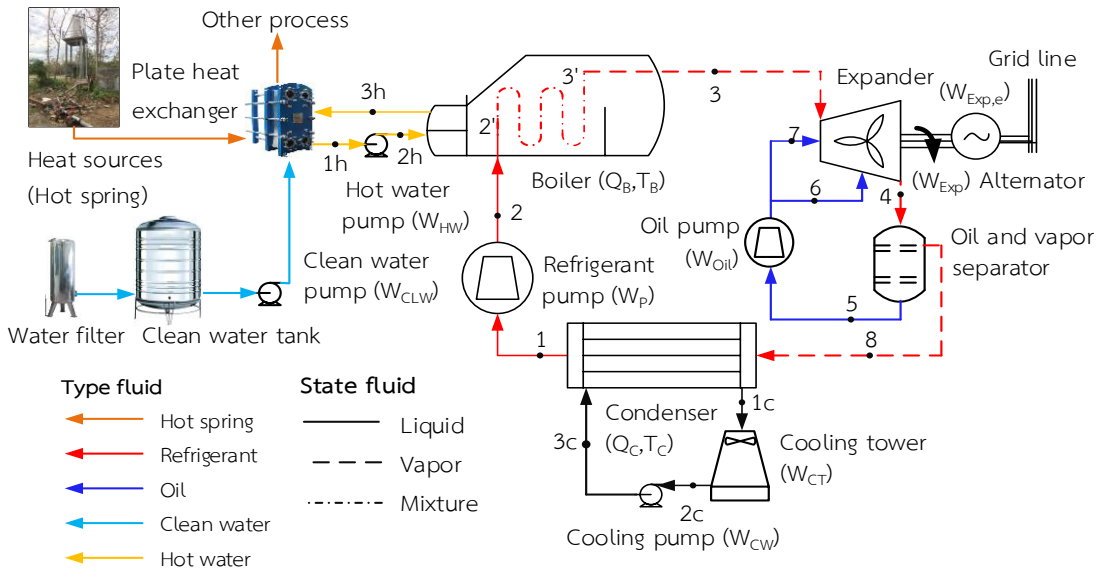 Other process
Plate heat
exchanger
Heat sources
(Hot spring)
3h
1h
2h
Hot water
pump (W_HW)
Clean water
pump (W_CLW)
Water filter
Clean water tank
2'
3'
Boiler (Q_B,T_B)
2
Refrigerant
pump (W_P)
1
3
Expander
(W_Exp,e)
Grid line
7
6
(W_Exp)
Alternator
4
Oil pump
(W_Oil)
Oil and vapor
separator
5
8
Condenser
(Q_C,T_C)
1c
3c
Cooling tower
(W_CT)
2c
Cooling pump (W_CW)
Type fluid
Hot spring
Refrigerant
Oil
Clean water
Hot water
State fluid
Liquid
Vapor
Mixture